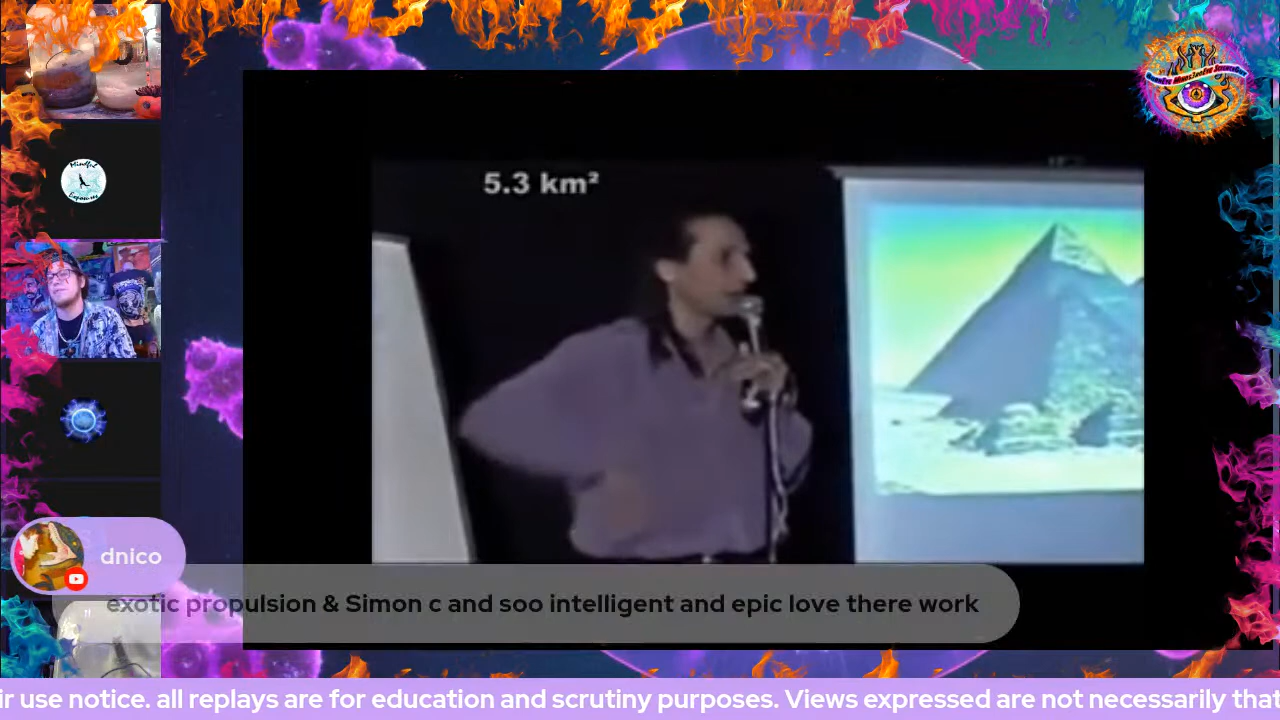 5.3 km²
Mindful
dnico
exotic propulsion & Simon c and soo intelligent and epic love there work
ir use notice. all replays are for education and scrutiny purposes. Views expressed are not necessarily that